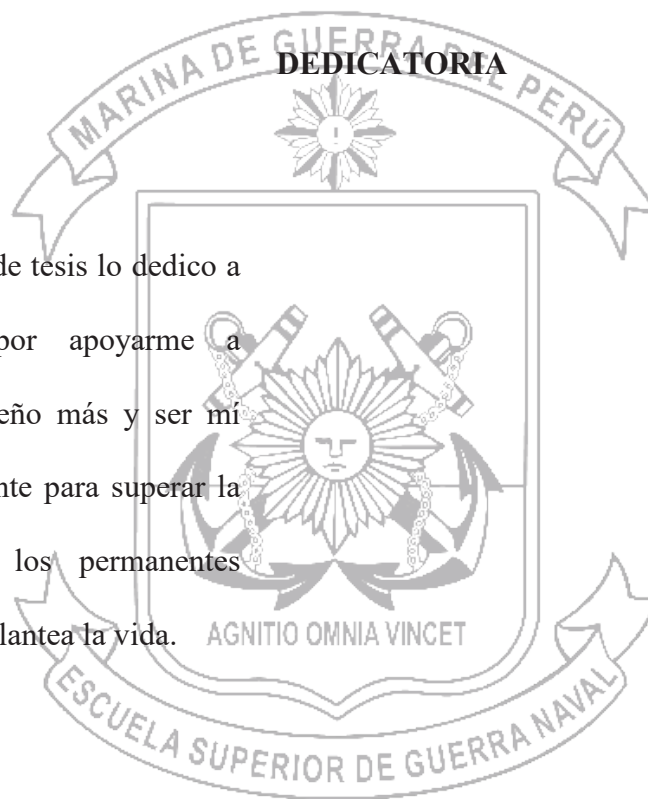 MARINA DE GUERRA DEL PERÚ
DEDICATORIA
de tesis lo dedico a
por apoyarme a
eño más y ser mí
nte para superar la
los permanentes
lantea la vida.
AGNITIO OMNIA VINCET
ESCUELA SUPERIOR DE GUERRA NAVAL